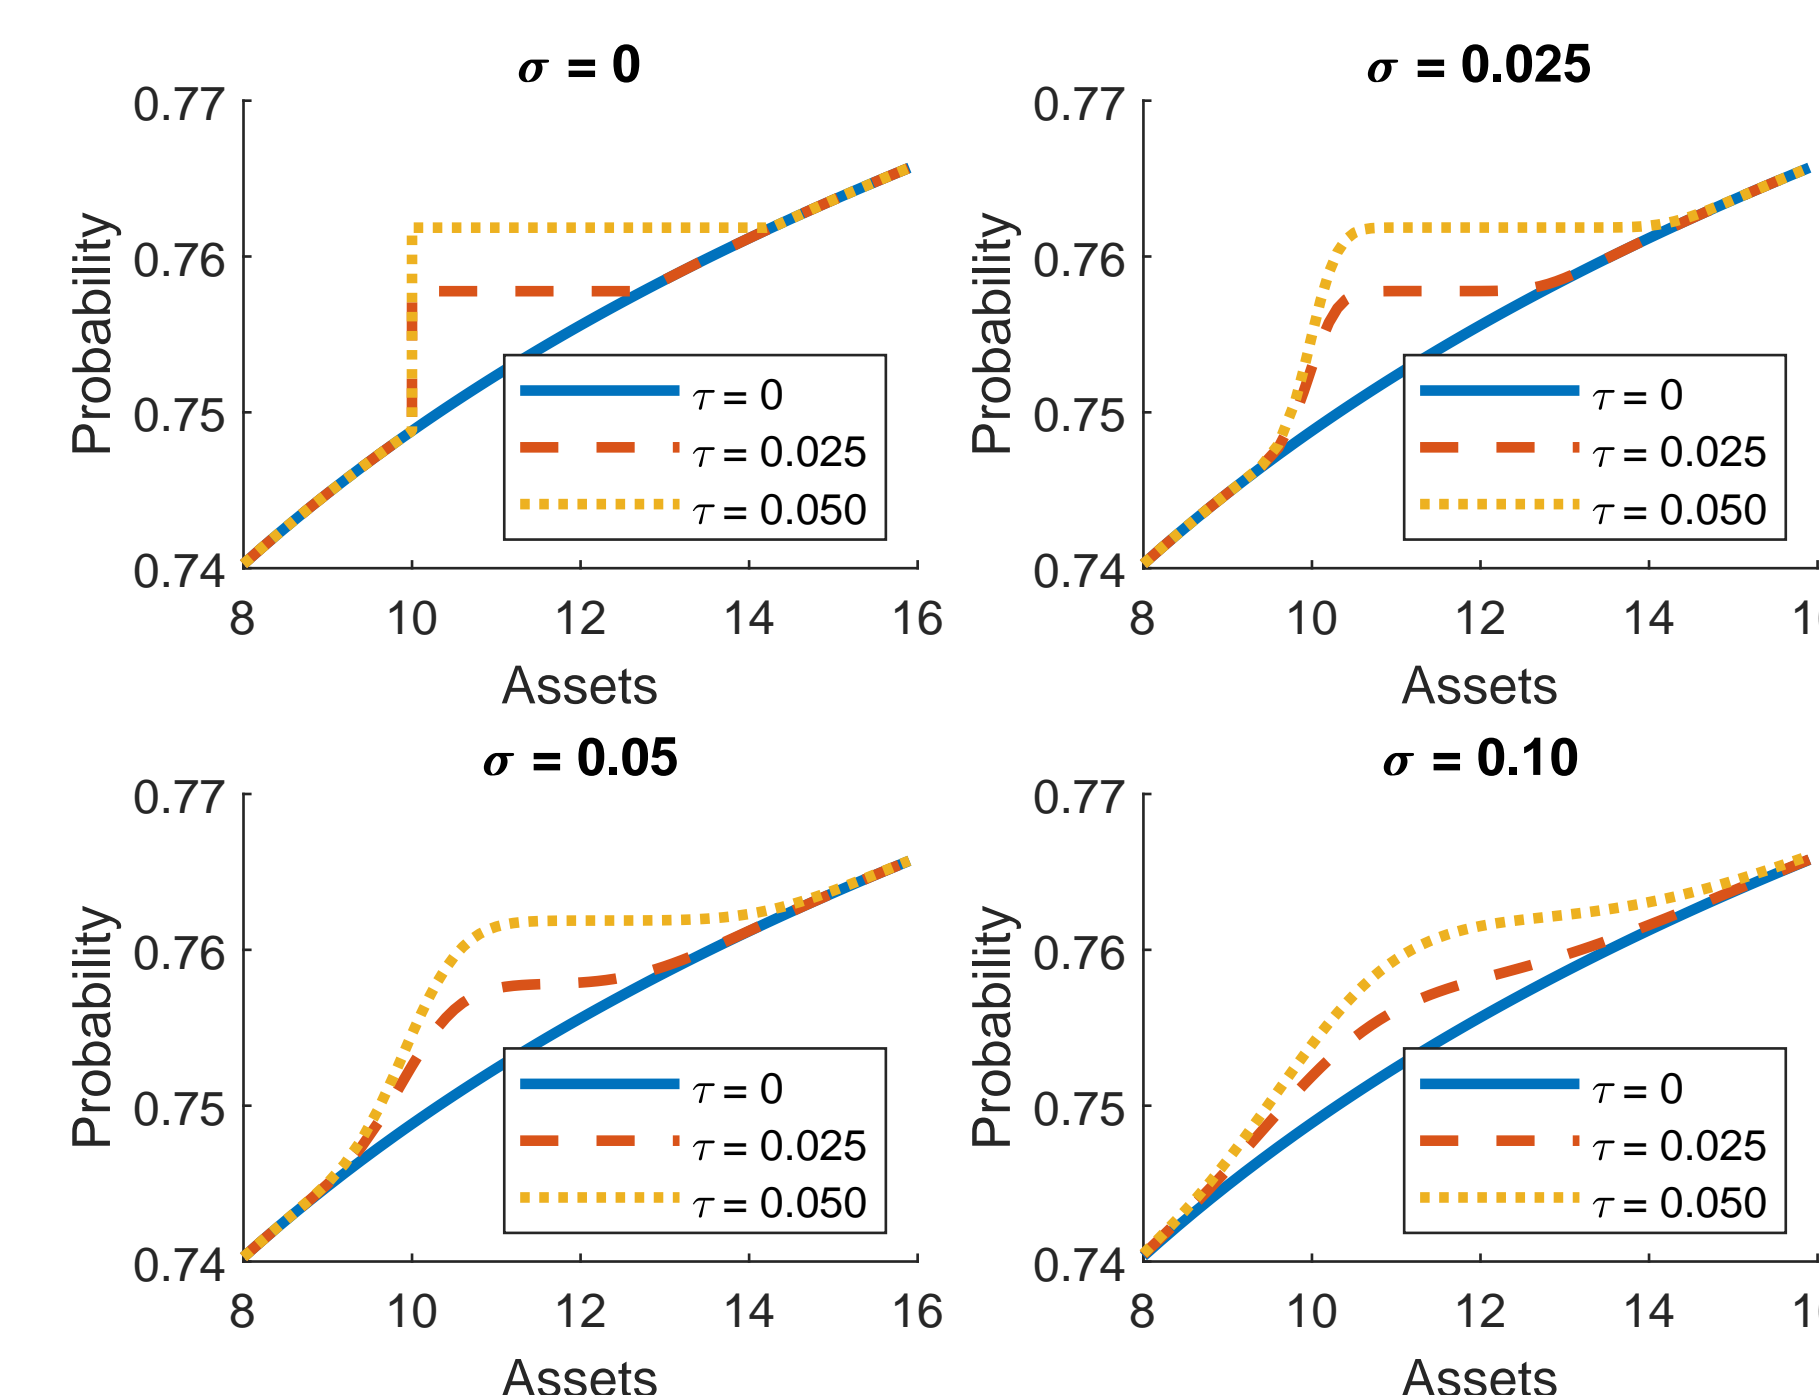 σ = 0
0.77
0.76
0.75
0.74
Probability
τ = 0
τ = 0.025
τ = 0.050
8 10 12 14 16
Assets
σ = 0.025
0.77
0.76
0.75
0.74
Probability
τ = 0
τ = 0.025
τ = 0.050
8 10 12 14
Assets
σ = 0.05
0.77
0.76
0.75
0.74
Probability
τ = 0
τ = 0.025
τ = 0.050
8 10 12 14 16
Assets
σ = 0.10
0.77
0.76
0.75
0.74
Probability
τ = 0
τ = 0.025
τ = 0.050
8 10 12 14
Assets